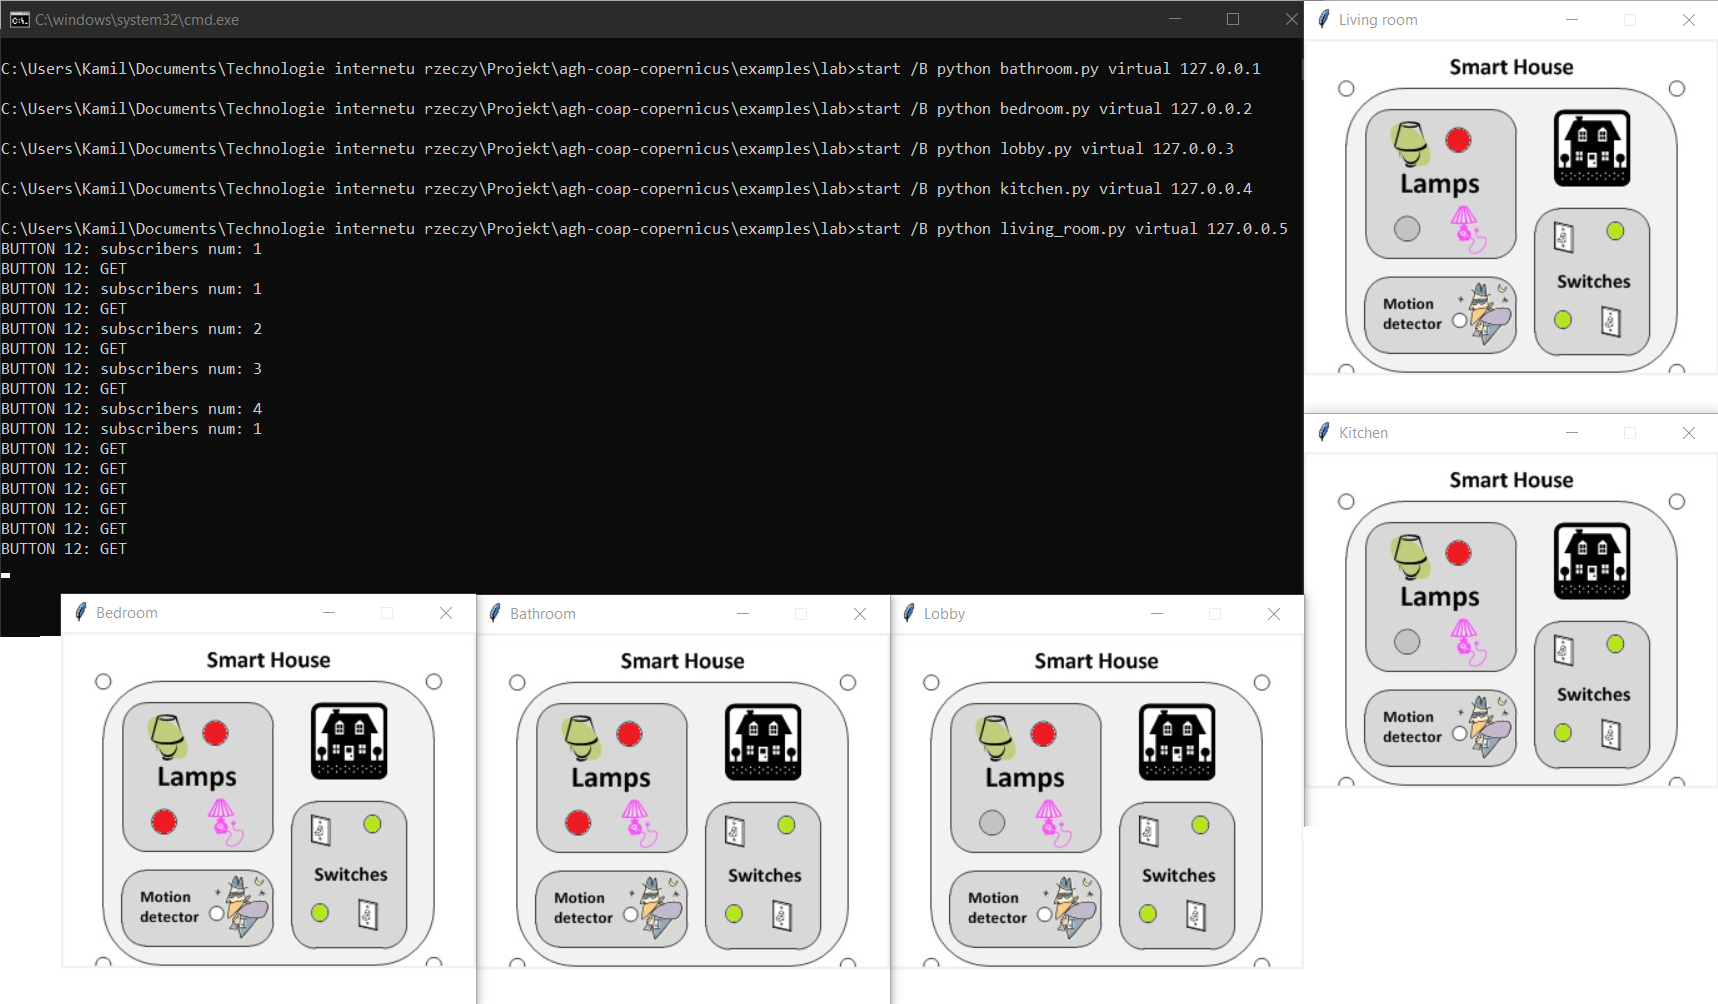 C:\windows\system32\cmd.exe
C:\Users\Kamil\Documents\Technologie internetu rzeczy\Projekt\agh-coap-copernicus\examples\lab>start /B python bathroom.py virtual 127.0.0.1
C:\Users\Kamil\Documents\Technologie internetu rzeczy\Projekt\agh-coap-copernicus\examples\lab>start /B python bedroom.py virtual 127.0.0.2
C:\Users\Kamil\Documents\Technologie internetu rzeczy\Projekt\agh-coap-copernicus\examples\lab>start /B python lobby.py virtual 127.0.0.3
C:\Users\Kamil\Documents\Technologie internetu rzeczy\Projekt\agh-coap-copernicus\examples\lab>start /B python kitchen.py virtual 127.0.0.4
C:\Users\Kamil\Documents\Technologie internetu rzeczy\Projekt\agh-coap-copernicus\examples\lab>start /B python living_room.py virtual 127.0.0.5
BUTTON 12: subscribers num: 1
BUTTON 12: GET
BUTTON 12: subscribers num: 1
BUTTON 12: GET
BUTTON 12: subscribers num: 2
BUTTON 12: GET
BUTTON 12: subscribers num: 3
BUTTON 12: GET
BUTTON 12: subscribers num: 4
BUTTON 12: subscribers num: 1
BUTTON 12: GET
BUTTON 12: GET
BUTTON 12: GET
BUTTON 12: GET
BUTTON 12: GET
BUTTON 12: GET
Living room
Smart House
Lamps
Switches
Motion
detector
Kitchen
Smart House
Lamps
Switches
Motion
detector
Bedroom
Smart House
Lamps
Switches
Motion
detector
Bathroom
Smart House
Lamps
Switches
Motion
detector
Lobby
Smart House
Lamps
Switches
Motion
detector